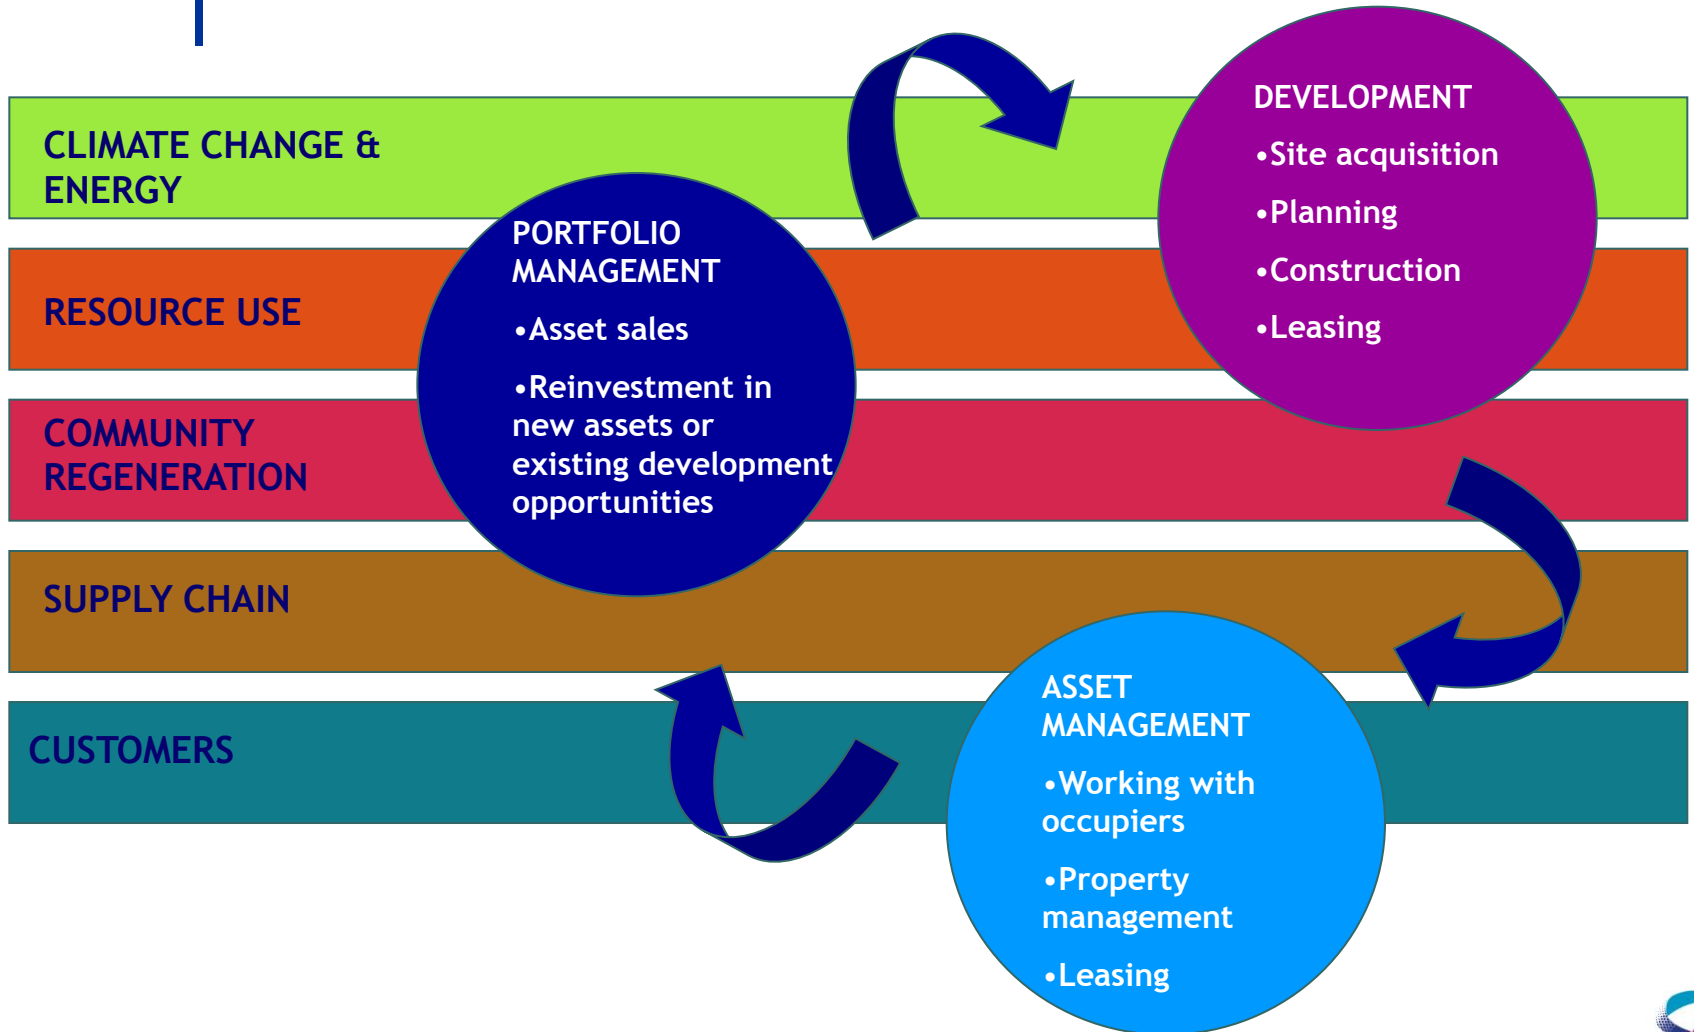 CLIMATE CHANGE &
ENERGY
RESOURCE USE
COMMUNITY
REGENERATION
SUPPLY CHAIN
CUSTOMERS
PORTFOLIO
MANAGEMENT
•Asset sales
•Reinvestment in
new assets or
existing development
opportunities
DEVELOPMENT
•Site acquisition
•Planning
•Construction
•Leasing
ASSET
MANAGEMENT
•Working with
occupiers
•Property
management
•Leasing